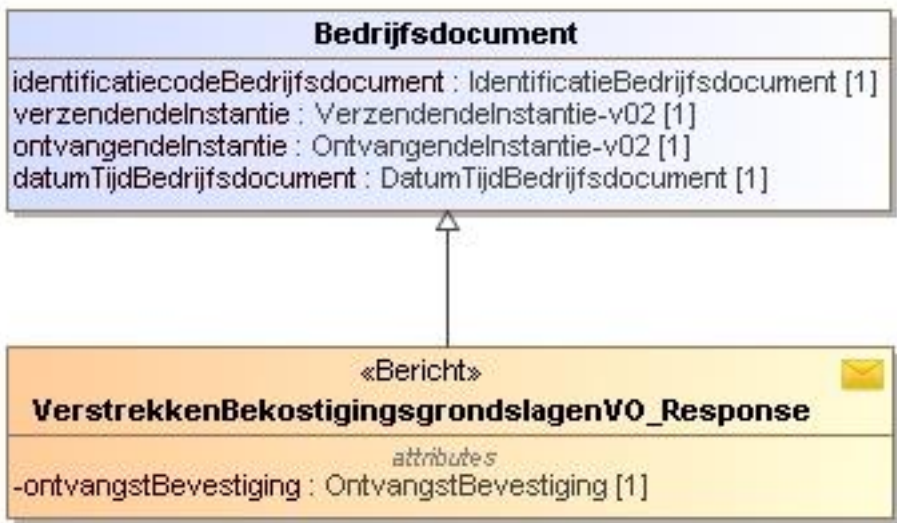 Bedrijfsdocument
identificatiecodeBedrijfsdocument : IdentificatieBedrijfsdocument [1]
verzendendeInstantie : VerzendendeInstantie-v02 [1]
ontvangendeInstantie : OntvangendeInstantie-v02 [1]
datumTijdBedrijfsdocument : DatumTijdBedrijfsdocument [1]
«Bericht»
VerstrekkenBekostigingsgrondslagenVO_Response
attributes
-ontvangstBevestiging : OntvangstBevestiging [1]